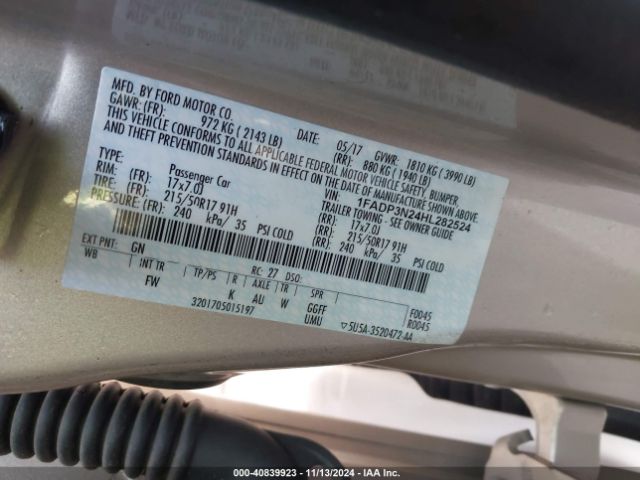 MFD. BY FORD MOTOR CO.
DATE: 05/17 GVWR: 1810 KG ( 3990 LB)
GAWR: (FR): 972 KG ( 2143 LB) (RR): 880 KG ( 1940 LB)
THIS VEHICLE CONFORMS TO ALL APPLICABLE FEDERAL MOTOR VEHICLE SAFETY, BUMPER
AND THEFT PREVENTION STANDARDS IN EFFECT ON THE DATE OF MANUFACTURE SHOWN ABOVE.
VIN: 1FADP3N24HL282524
TYPE: Passenger Car TRAILER TOWING - SEE OWNER GUIDE
RIM: (FR): 17x7.0J (RR): 17x7.0J
TIRE: (FR): 215/50R17 91H (RR): 215/50R17 91H
PRESSURE: (FR): 240 kPa/ 35 PSI COLD (RR): 240 kPa/ 35 PSI COLD
EXT PNT: GN RC: 27 DSO: F0045
WB INT TR TP/PS R AXLE TR SPR R0045
FW K AU W GGFF
3201705015197 UMU ▽5U5A-3520472-AA
000-40839923 - 11/13/2024 - IAA Inc.